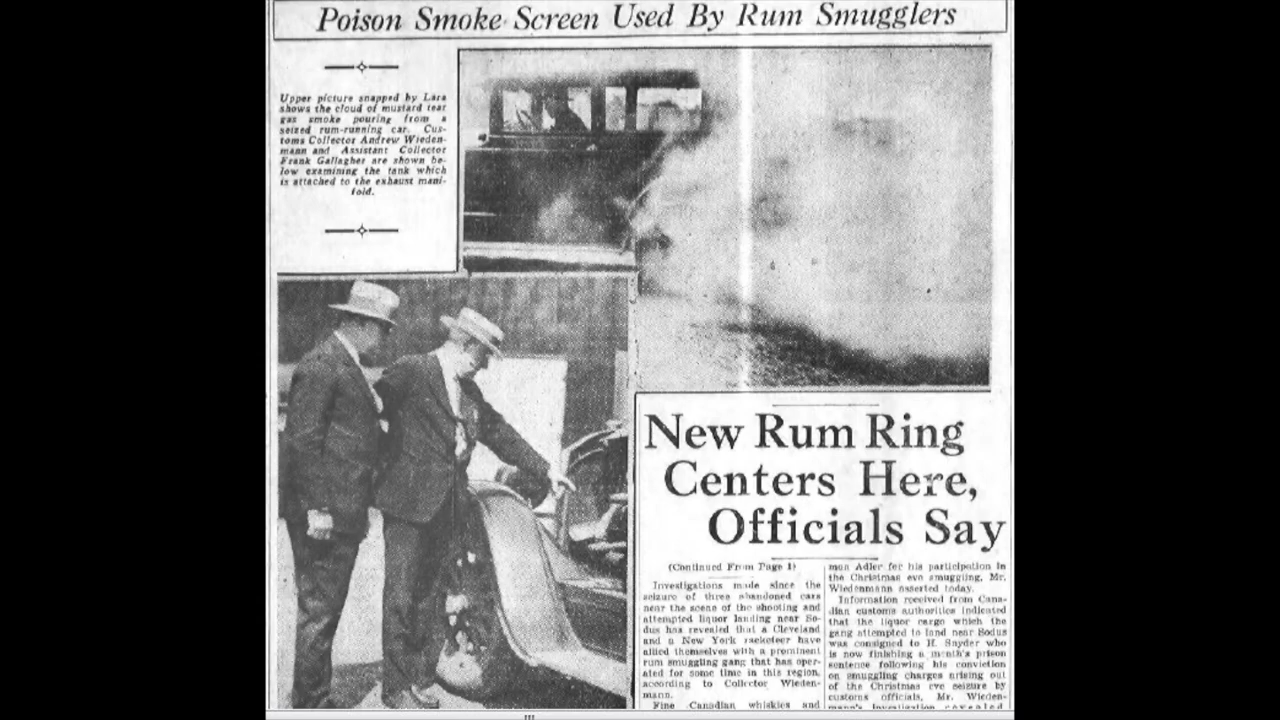 Poison Smoke Screen Used By Rum Smugglers
Upper picture snapped by Lara
shows the cloud of mustard tear
gas smoke pouring from a
seized rum-running car. Cus-
toms Collector Andrew Wieden-
mann and Assistant Collector
Frank Gallagher are shown be-
low examining the tank which
is attached to the exhaust mani-
fold.
New Rum Ring
Centers Here,
Officials Say
(Continued From Page 1)
Investigations made since the
seizure of three abandoned cars
near the scene of the shooting and
attempted liquor landing near So-
dus has revealed that a Cleveland
and a New York racketeer have
allied themselves with a prominent
rum smuggling gang that has oper-
ated for some time in this region,
according to Collector Wieden-
mann.
Fine Canadian whiskies and
mon Adler for his participation in
the Christmas eve smuggling, Mr.
Wiedenmann asserted today.
Information received from Cana-
dian customs authorities indicated
that the liquor cargo which the
gang attempted to land near Sodus
was consigned to H. Snyder who
is now finishing a month's prison
sentence following his conviction
on smuggling charges arising out
of the Christmas eve seizure by
customs officials, Mr. Wieden-
mann's investigation revealed.